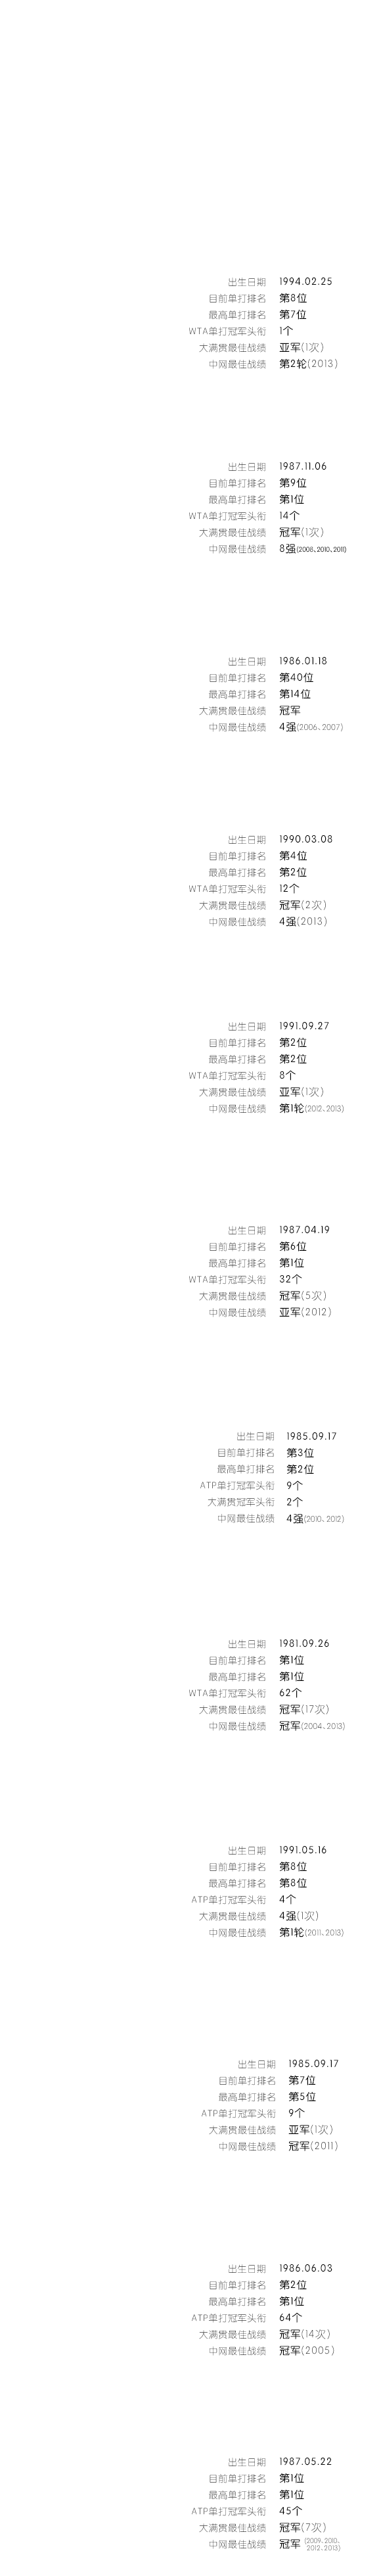 出生日期 1994.02.25
目前单打排名 第8位
最高单打排名 第7位
WTA单打冠军头衔 1个
大满贯最佳战绩 亚军(1次)
中网最佳战绩 第2轮(2013)
出生日期 1987.11.06
目前单打排名 第9位
最高单打排名 第1位
WTA单打冠军头衔 14个
大满贯最佳战绩 冠军(1次)
中网最佳战绩 8强(2008、2010、2011)
出生日期 1986.01.18
目前单打排名 第40位
最高单打排名 第14位
大满贯最佳战绩 冠军
中网最佳战绩 4强(2006、2007)
出生日期 1990.03.08
目前单打排名 第4位
最高单打排名 第2位
WTA单打冠军头衔 12个
大满贯最佳战绩 冠军(2次)
中网最佳战绩 4强(2013)
出生日期 1991.09.27
目前单打排名 第2位
最高单打排名 第2位
WTA单打冠军头衔 8个
大满贯最佳战绩 亚军(1次)
中网最佳战绩 第1轮(2012、2013)
出生日期 1987.04.19
目前单打排名 第6位
最高单打排名 第1位
WTA单打冠军头衔 32个
大满贯最佳战绩 冠军(5次)
中网最佳战绩 亚军(2012)
出生日期 1985.09.17
目前单打排名 第3位
最高单打排名 第2位
ATP单打冠军头衔 9个
大满贯冠军头衔 2个
中网最佳战绩 4强(2010、2012)
出生日期 1981.09.26
目前单打排名 第1位
最高单打排名 第1位
WTA单打冠军头衔 62个
大满贯最佳战绩 冠军(17次)
中网最佳战绩 冠军(2004、2013)
出生日期 1991.05.16
目前单打排名 第8位
最高单打排名 第8位
ATP单打冠军头衔 4个
大满贯最佳战绩 4强(1次)
中网最佳战绩 第1轮(2011、2013)
出生日期 1985.09.17
目前单打排名 第7位
最高单打排名 第5位
ATP单打冠军头衔 9个
大满贯最佳战绩 亚军(1次)
中网最佳战绩 冠军(2011)
出生日期 1986.06.03
目前单打排名 第2位
最高单打排名 第1位
ATP单打冠军头衔 64个
大满贯最佳战绩 冠军(14次)
中网最佳战绩 冠军(2005)
出生日期 1987.05.22
目前单打排名 第1位
最高单打排名 第1位
ATP单打冠军头衔 45个
大满贯最佳战绩 冠军(7次)
中网最佳战绩 冠军 (2009、2010、
2012、2013)